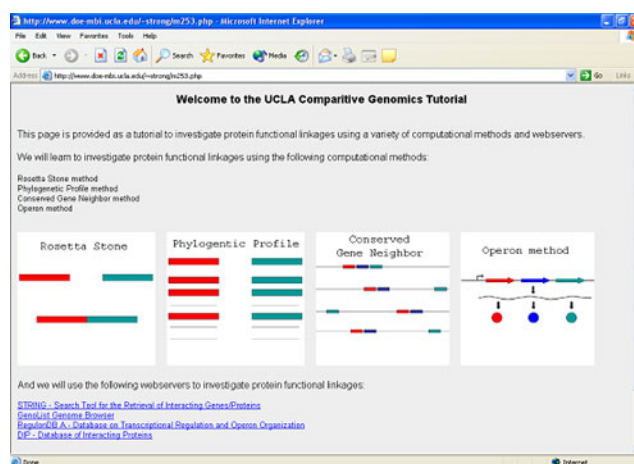 http://www.doe-mbi.ucla.edu/~strong/m253.php - Microsoft Internet Explorer
File Edit View Favorites Tools Help
Back Search Favorites Media
Address http://www.doe-mbi.ucla.edu/~strong/m253.php Go Links
Welcome to the UCLA Comparitive Genomics Tutorial
This page is provided as a tutorial to investigate protein functional linkages using a variety of computational methods and webservers.
We will learn to investigate protein functional linkages using the following computational methods:
Rosetta Stone method
Phylogenetic Profile method
Conserved Gene Neighbor method
Operon method
Rosetta Stone
Phylogentic Profile
Conserved
Gene Neighbor
Operon method
And we will use the following webservers to investigate protein functional linkages:
STRING - Search Tool for the Retrieval of Interacting Genes/Proteins
GenoList Genome Browser
RegulonDB A - Database on Transcriptional Regulation and Operon Organization
DIP - Database of Interacting Proteins
Done Internet